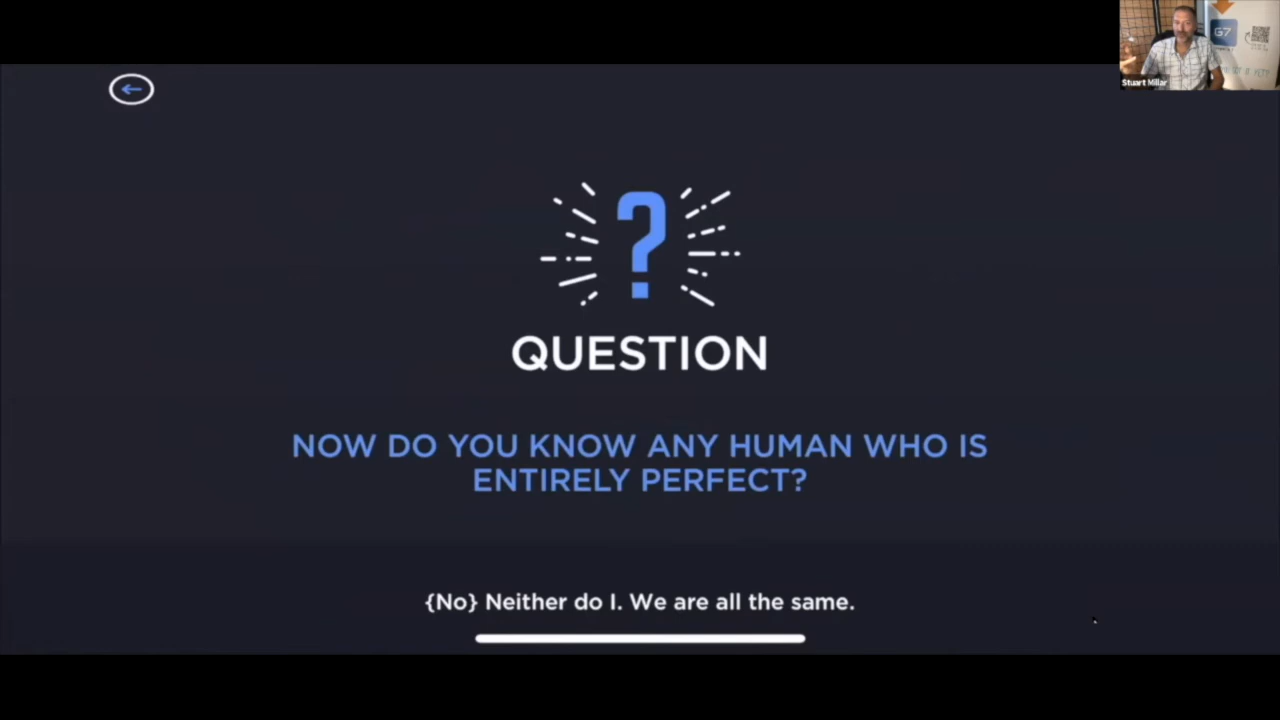 G7
Stuart Millar
?
QUESTION
NOW DO YOU KNOW ANY HUMAN WHO IS
ENTIRELY PERFECT?
{No} Neither do I. We are all the same.